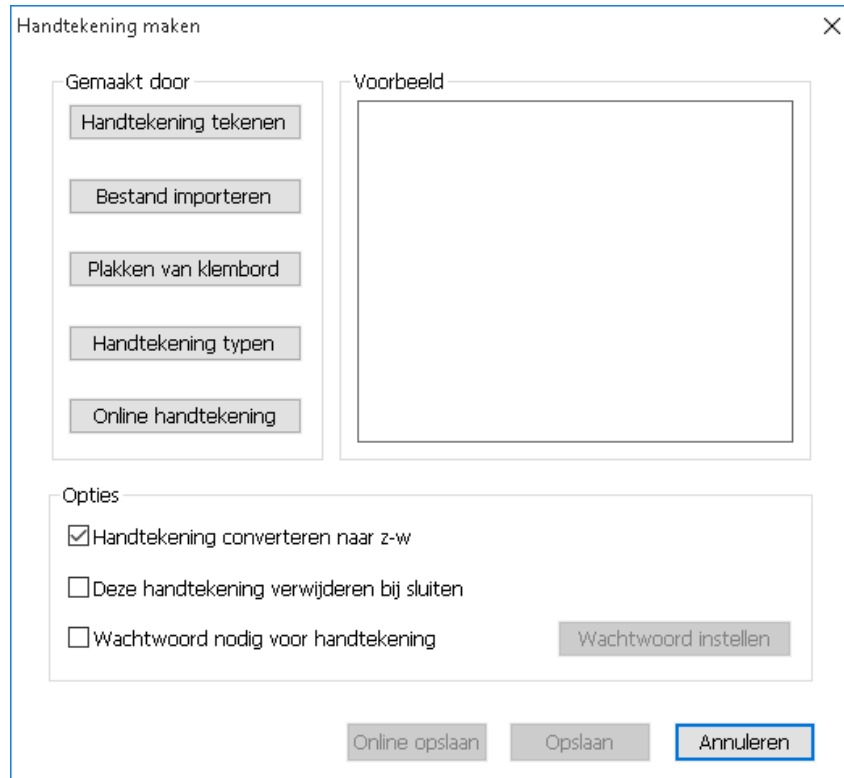 Handtekening maken
Gemaakt door
Handtekening tekenen
Bestand importeren
Plakken van klembord
Handtekening typen
Online handtekening
Voorbeeld
Opties
Handtekening converteren naar z-w
Deze handtekening verwijderen bij sluiten
Wachtwoord nodig voor handtekening
Wachtwoord instellen
Online opslaan
Opslaan
Annuleren